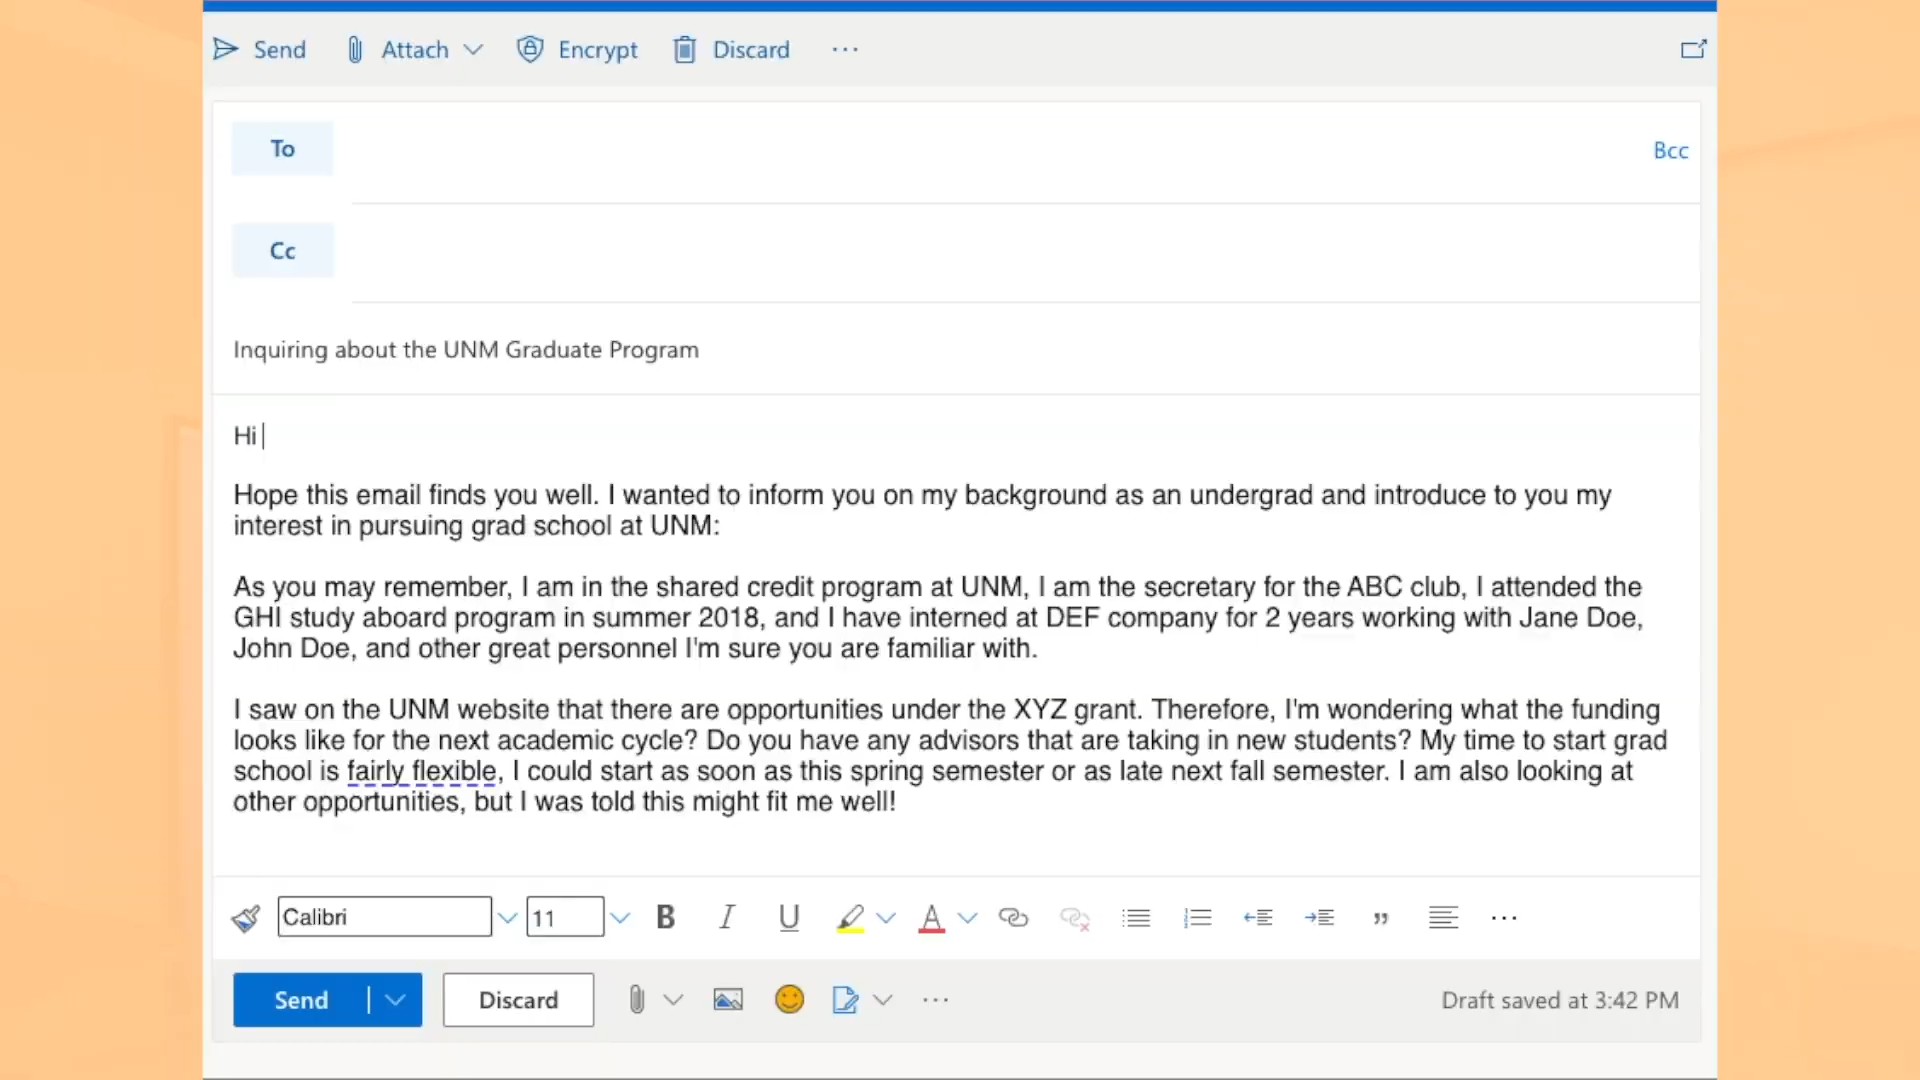 Send Attach Encrypt Discard ...
To Bcc
Cc
Inquiring about the UNM Graduate Program
Hi
Hope this email finds you well. I wanted to inform you on my background as an undergrad and introduce to you my
interest in pursuing grad school at UNM:
As you may remember, I am in the shared credit program at UNM, I am the secretary for the ABC club, I attended the
GHI study aboard program in summer 2018, and I have interned at DEF company for 2 years working with Jane Doe,
John Doe, and other great personnel I'm sure you are familiar with.
I saw on the UNM website that there are opportunities under the XYZ grant. Therefore, I'm wondering what the funding
looks like for the next academic cycle? Do you have any advisors that are taking in new students? My time to start grad
school is fairly flexible, I could start as soon as this spring semester or as late next fall semester. I am also looking at
other opportunities, but I was told this might fit me well!
Calibri 11 B I U A ...
Send Discard ... Draft saved at 3:42 PM